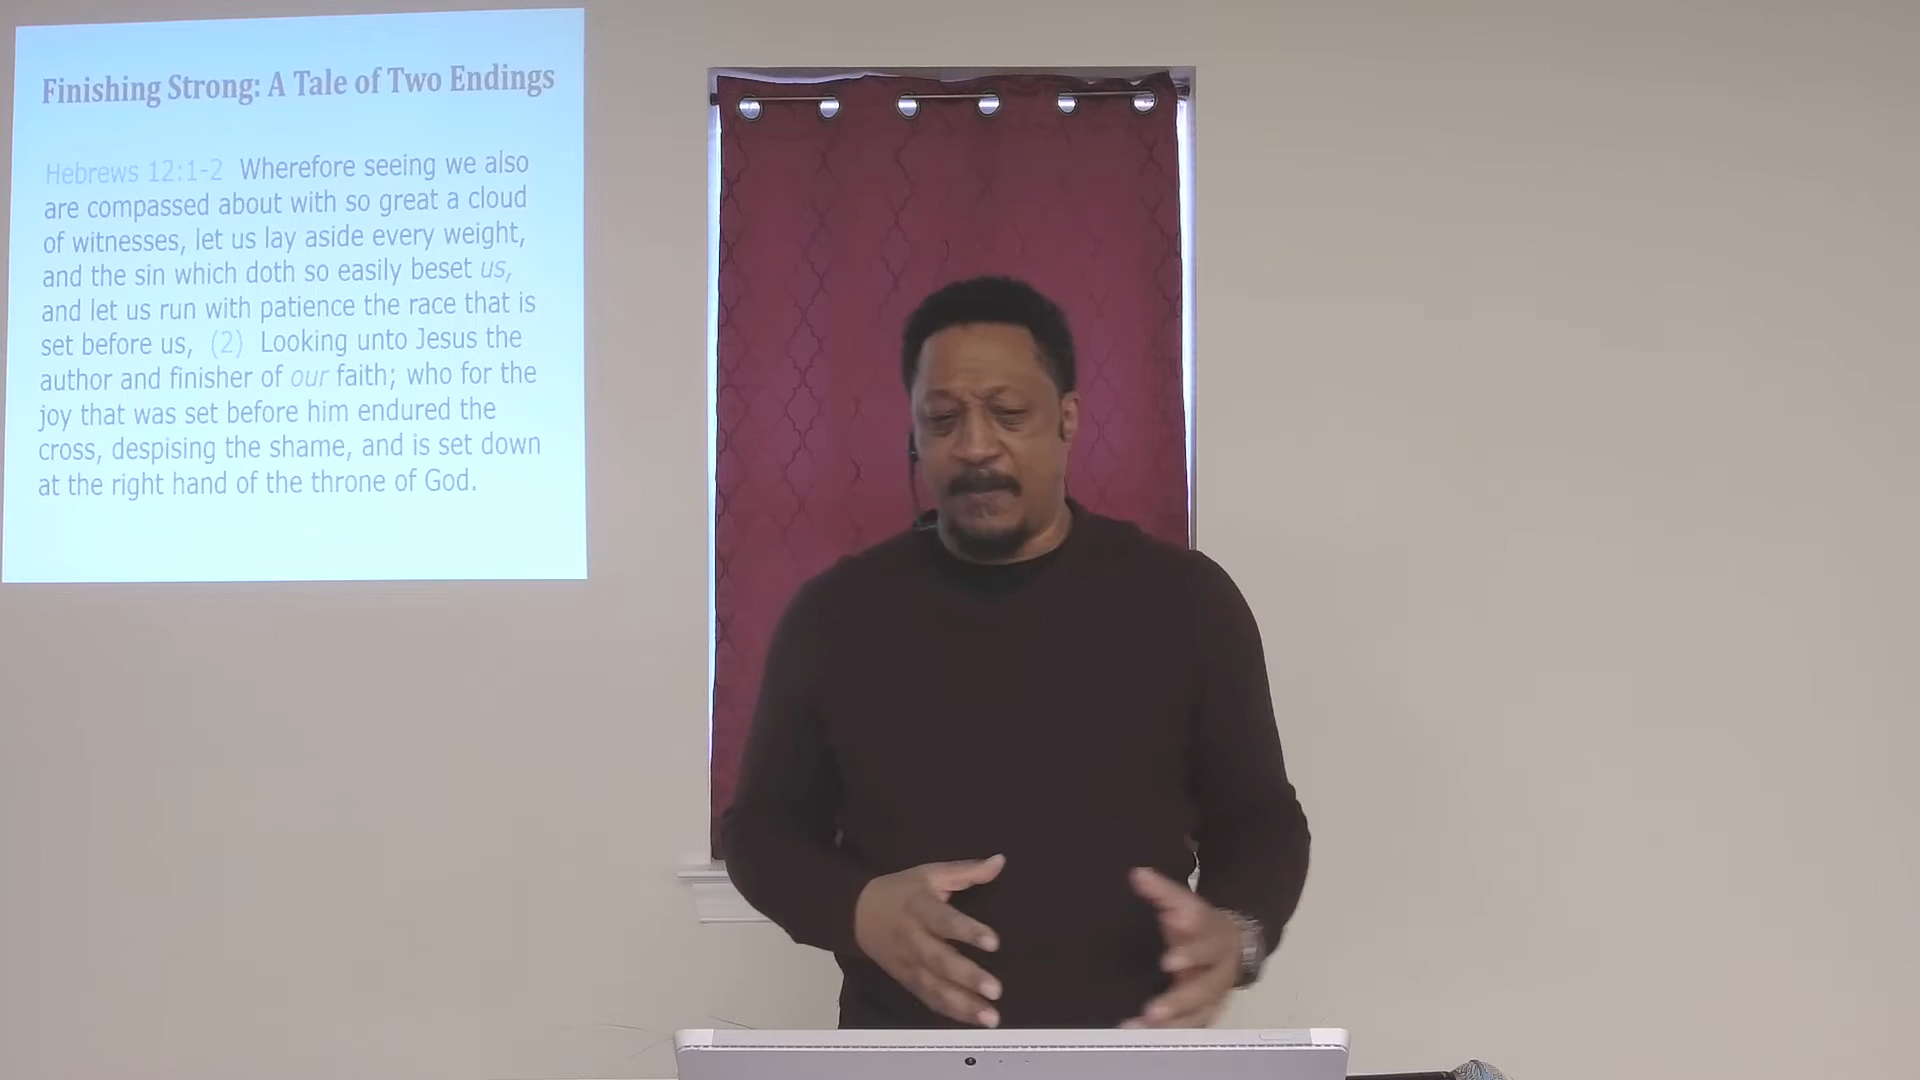 Finishing Strong: A Tale of Two Endings
Hebrews 12:1-2 Wherefore seeing we also
are compassed about with so great a cloud
of witnesses, let us lay aside every weight,
and the sin which doth so easily beset us,
and let us run with patience the race that is
set before us, (2) Looking unto Jesus the
author and finisher of our faith; who for the
joy that was set before him endured the
cross, despising the shame, and is set down
at the right hand of the throne of God.